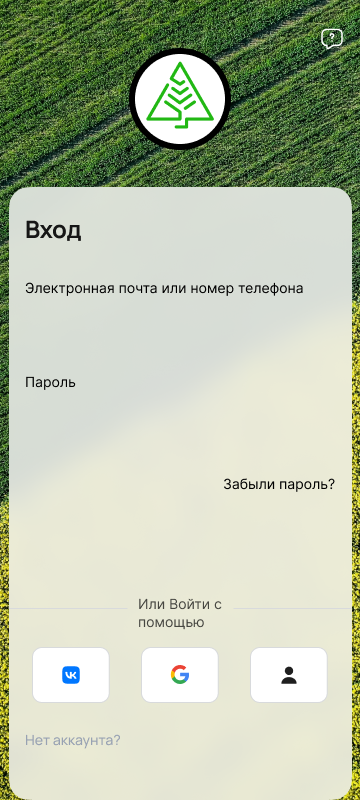 Вход
Электронная почта или номер телефона
Пароль
Забыли пароль?
Или Войти с
помощью
Нет аккаунта?